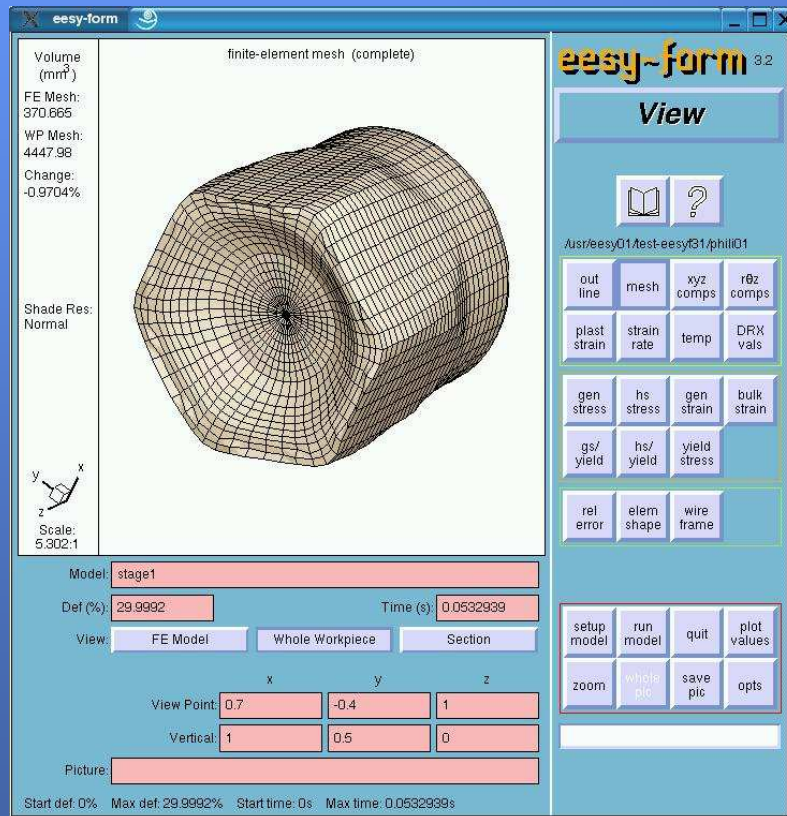 eesy-form
Volume
(mm³)
FE Mesh:
370.665
WP Mesh:
4447.98
Change:
-0.9704%
Shade Res:
Normal
y
x
z
Scale:
5.302:1
finite-element mesh (complete)
eesy~form 3.2
View
?
/usr/eesy01/test-eesyf31/phili01
out line mesh xyz comps rθz comps
plast strain strain rate temp DRX vals
gen stress hs stress gen strain bulk strain
gs/ yield hs/ yield yield stress
rel error elem shape wire frame
setup model run model quit plot values
zoom whole pic save pic opts
Model: stage1
Def (%): 29.9992 Time (s): 0.0532939
View: FE Model Whole Workpiece Section
x y z
View Point: 0.7 -0.4 1
Vertical: 1 0.5 0
Picture:
Start def: 0% Max def: 29.9992% Start time: 0s Max time: 0.0532939s